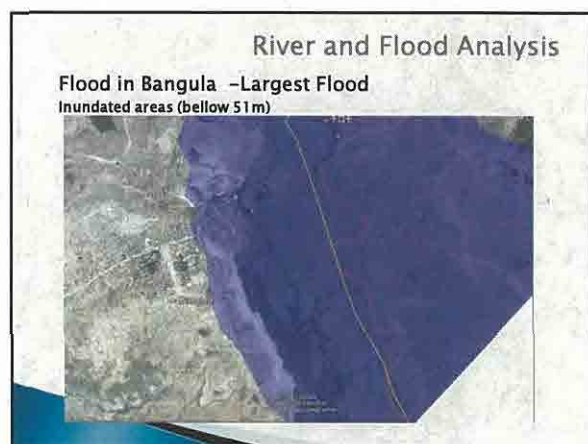 River and Flood Analysis
Flood in Bangula –Largest Flood
Inundated areas (bellow 51m)